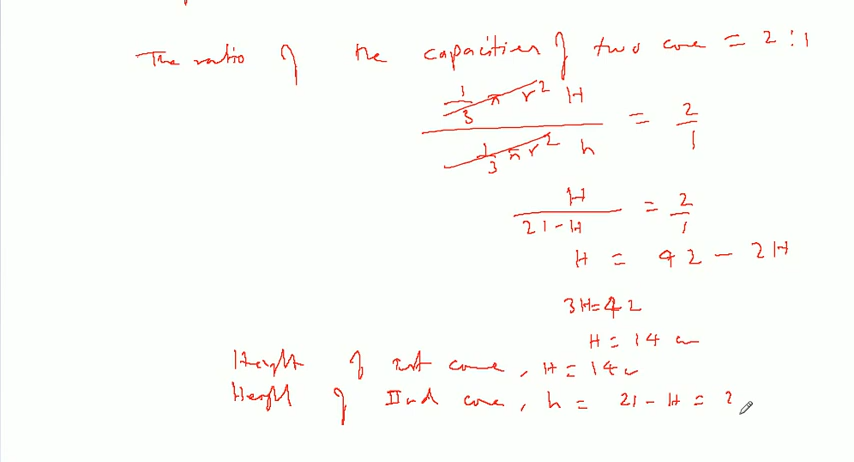 The ratio of the capacities of two cone = 2 : 1
1/3 π r² H / 1/3 π r² h = 2/1
H / 21 - H = 2/1
H = 42 - 2H
3H = 42
H = 14 cm
Height of Ist cone, H = 14 cm
Height of IInd cone, h = 21 - H = 2